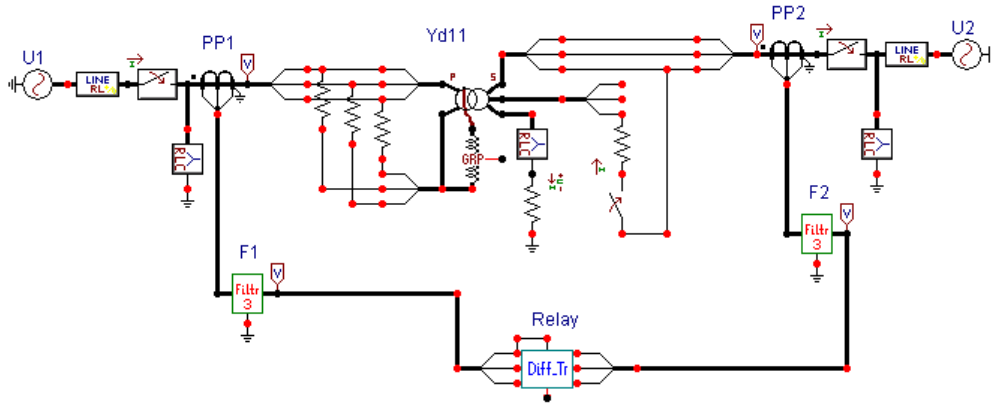 U1
PP1
Yd11
PP2
U2
LINE
RL
I
V
P
S
V
I
LINE
RL
RLC
Y
GRP
RLC
Y
I
RLC
Y
F1
F2
V
Filtr
3
V
Filtr
3
Relay
Diff_Tr